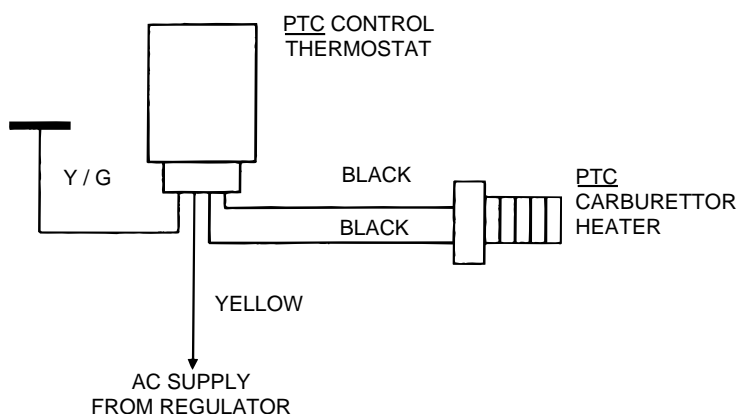 PTC CONTROL
THERMOSTAT
Y / G
BLACK
PTC
CARBURETTOR
HEATER
BLACK
YELLOW
AC SUPPLY
FROM REGULATOR